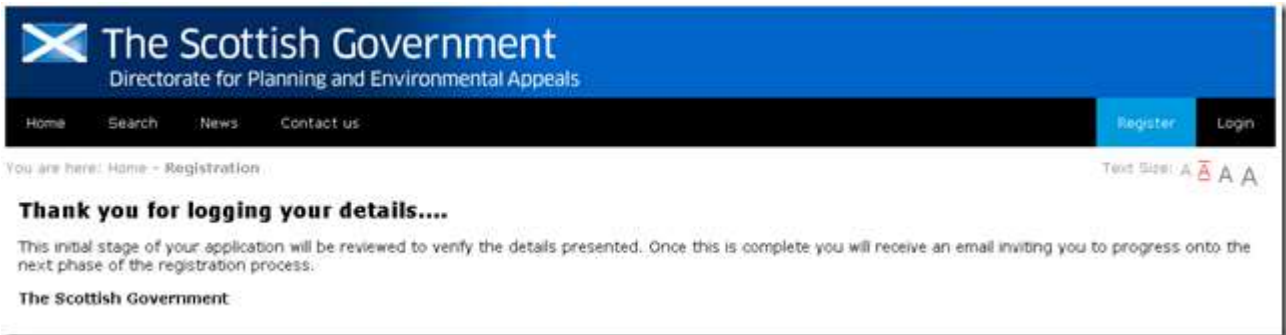 The Scottish Government
Directorate for Planning and Environmental Appeals
Home Search News Contact us Register Login
You are here: Home - Registration Text Size: A A A A
Thank you for logging your details....
This initial stage of your application will be reviewed to verify the details presented. Once this is complete you will receive an email inviting you to progress onto the
next phase of the registration process.
The Scottish Government